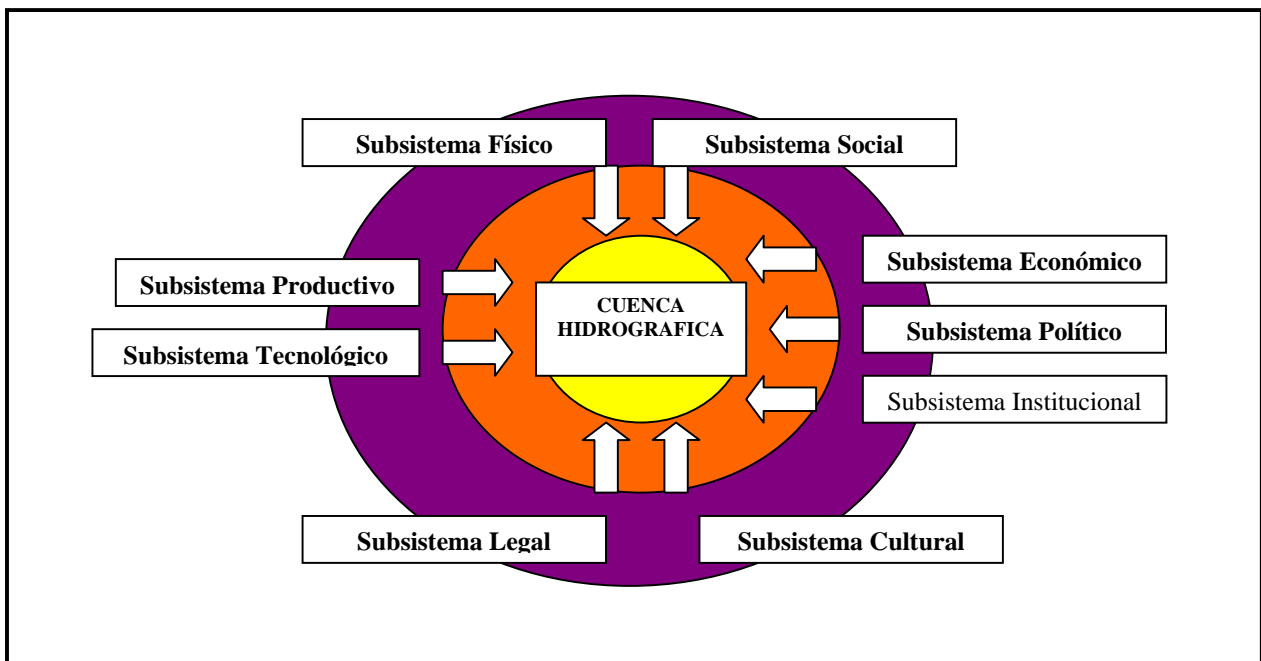 Subsistema Físico
Subsistema Social
Subsistema Productivo
Subsistema Tecnológico
CUENCA
HIDROGRAFICA
Subsistema Económico
Subsistema Político
Subsistema Institucional
Subsistema Legal
Subsistema Cultural